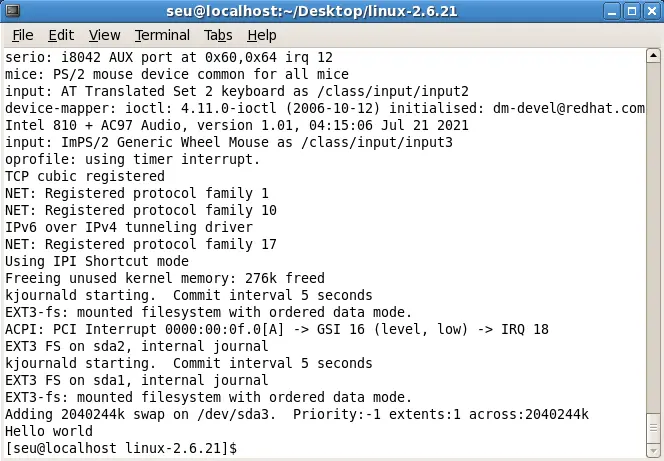 seu@localhost:~/Desktop/linux-2.6.21
File Edit View Terminal Tabs Help
serio: i8042 AUX port at 0x60,0x64 irq 12
mice: PS/2 mouse device common for all mice
input: AT Translated Set 2 keyboard as /class/input/input2
device-mapper: ioctl: 4.11.0-ioctl (2006-10-12) initialised: dm-devel@redhat.com
Intel 810 + AC97 Audio, version 1.01, 04:15:06 Jul 21 2021
input: ImPS/2 Generic Wheel Mouse as /class/input/input3
oprofile: using timer interrupt.
TCP cubic registered
NET: Registered protocol family 1
NET: Registered protocol family 10
IPv6 over IPv4 tunneling driver
NET: Registered protocol family 17
Using IPI Shortcut mode
Freeing unused kernel memory: 276k freed
kjournald starting.  Commit interval 5 seconds
EXT3-fs: mounted filesystem with ordered data mode.
ACPI: PCI Interrupt 0000:00:0f.0[A] -> GSI 16 (level, low) -> IRQ 18
EXT3 FS on sda2, internal journal
kjournald starting.  Commit interval 5 seconds
EXT3 FS on sda1, internal journal
EXT3-fs: mounted filesystem with ordered data mode.
Adding 2040244k swap on /dev/sda3.  Priority:-1 extents:1 across:2040244k
Hello world
[seu@localhost linux-2.6.21]$